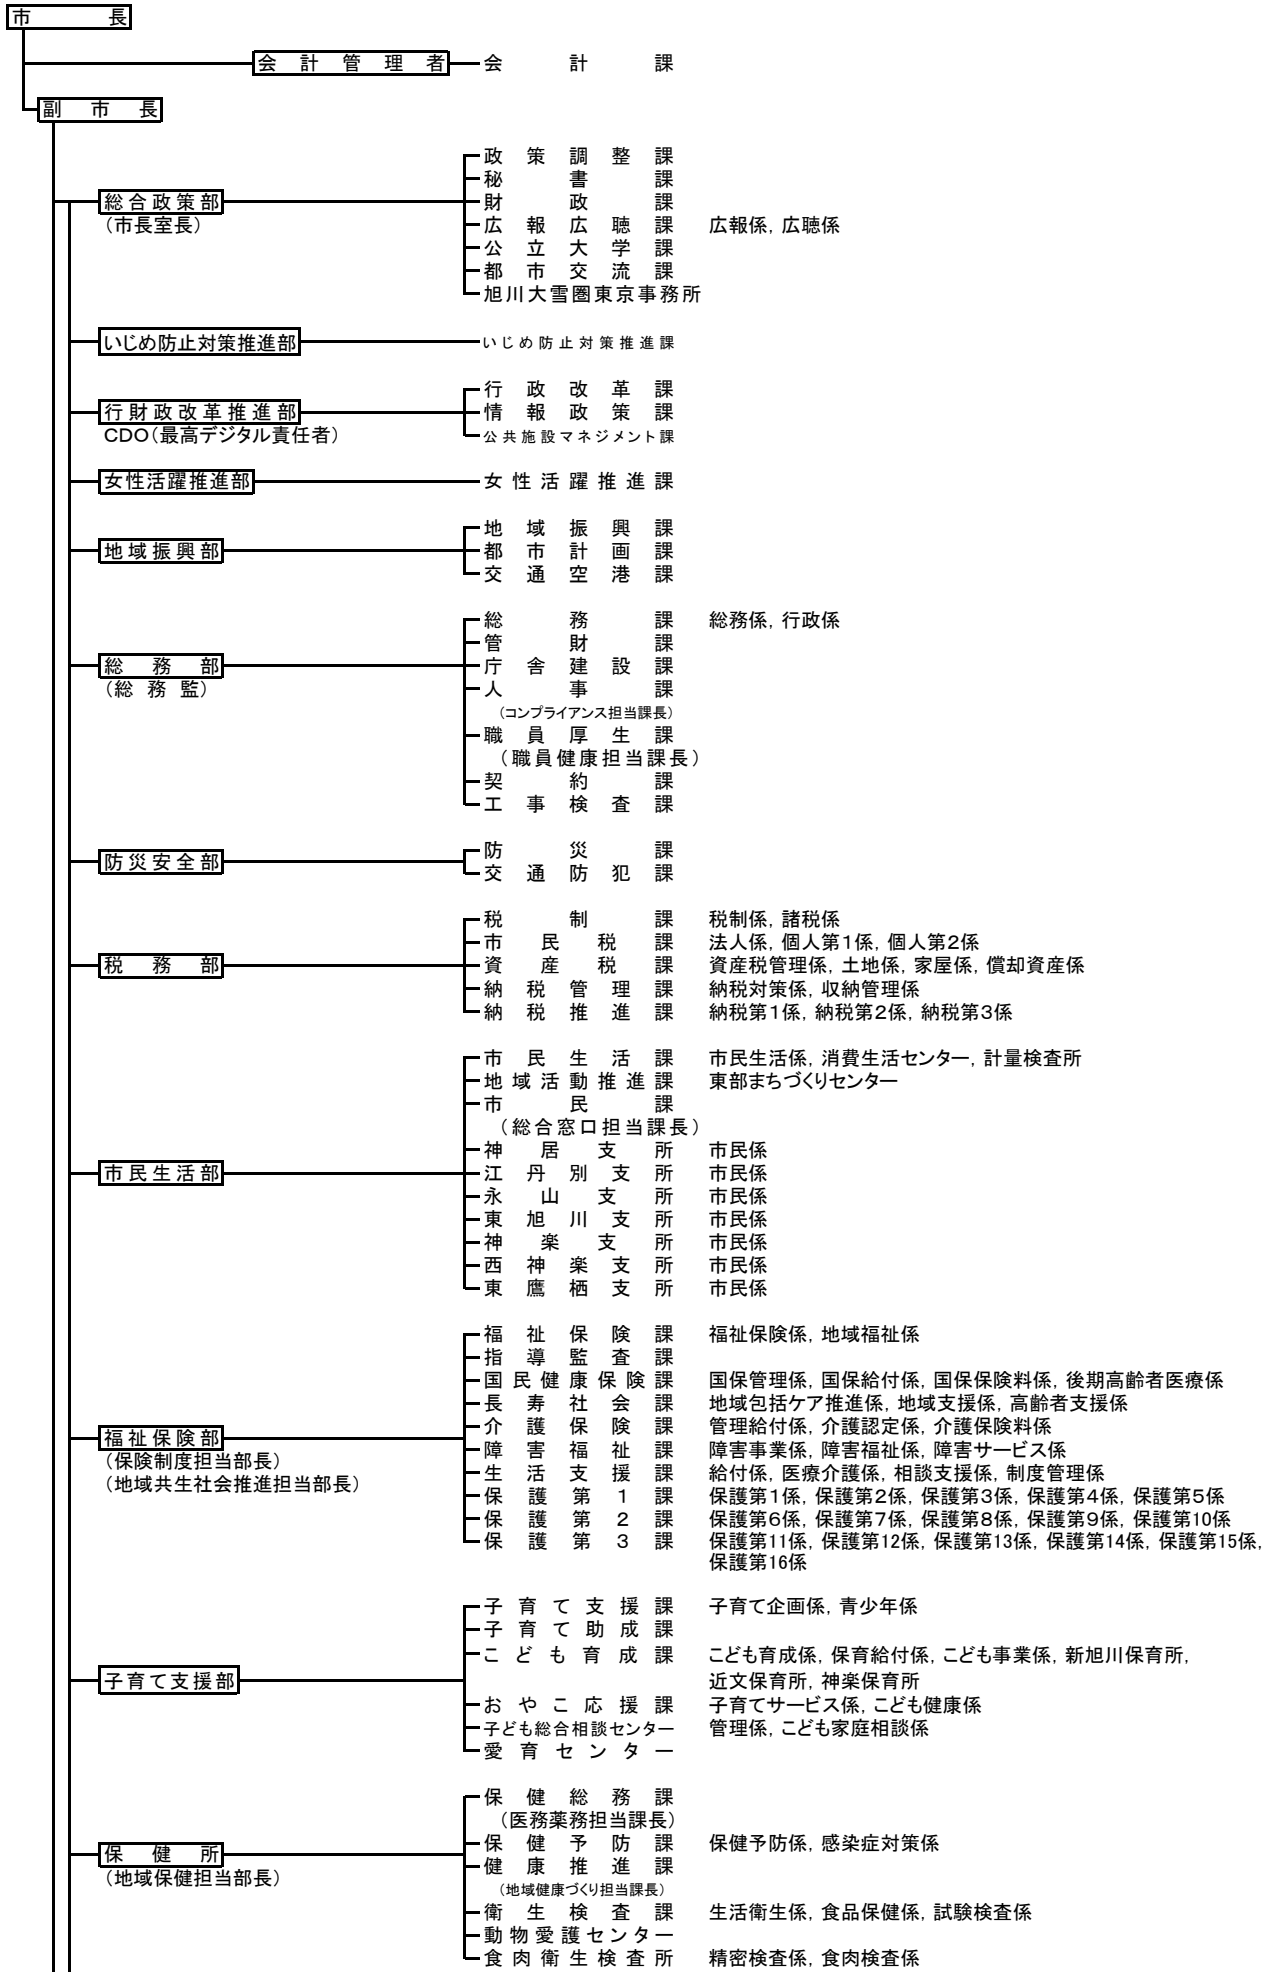 市長
会計管理者 会計課
副市長
政策調整課
秘書課
総合政策部 財政課
(市長室長) 広報広聴課 広報係, 広聴係
公立大学課
都市交流課
旭川大雪圏東京事務所
いじめ防止対策推進部 いじめ防止対策推進課
行政改革課
行財政改革推進部 情報政策課
CDO(最高デジタル責任者) 公共施設マネジメント課
女性活躍推進部 女性活躍推進課
地域振興課
地域振興部 都市計画課
交通空港課
総務課 総務係, 行政係
管財課
総務部 庁舎建設課
(総務監) 人事課
(コンプライアンス担当課長)
職員厚生課
(職員健康担当課長)
契約課
工事検査課
防災課
防災安全部
交通防犯課
税制課 税制係, 諸税係
市民税課 法人係, 個人第1係, 個人第2係
税務部 資産税課 資産税管理係, 土地係, 家屋係, 償却資産係
納税管理課 納税対策係, 収納管理係
納税推進課 納税第1係, 納税第2係, 納税第3係
市民生活課 市民生活係, 消費生活センター, 計量検査所
地域活動推進課 東部まちづくりセンター
市民課
(総合窓口担当課長)
神居支所 市民係
市民生活部 江丹別支所 市民係
永山支所 市民係
東旭川支所 市民係
神楽支所 市民係
西神楽支所 市民係
東鷹栖支所 市民係
福祉保険課 福祉保険係, 地域福祉係
指導監査課
国民健康保険課 国保管理係, 国保給付係, 国保保険料係, 後期高齢者医療係
長寿社会課 地域包括ケア推進係, 地域支援係, 高齢者支援係
介護保険課 管理給付係, 介護認定係, 介護保険料係
福祉保険部 障害福祉課 障害事業係, 障害福祉係, 障害サービス係
(保険制度担当部長) 生活支援課 給付係, 医療介護係, 相談支援係, 制度管理係
(地域共生社会推進担当部長) 保護第1課 保護第1係, 保護第2係, 保護第3係, 保護第4係, 保護第5係
保護第2課 保護第6係, 保護第7係, 保護第8係, 保護第9係, 保護第10係
保護第3課 保護第11係, 保護第12係, 保護第13係, 保護第14係, 保護第15係,
保護第16係
子育て支援課 子育て企画係, 青少年係
子育て助成課
こども育成課 こども育成係, 保育給付係, こども事業係, 新旭川保育所,
子育て支援部 近文保育所, 神楽保育所
おやこ応援課 子育てサービス係, こども健康係
子ども総合相談センター 管理係, こども家庭相談係
愛育センター
保健総務課
(医務薬務担当課長)
保健所 保健予防課 保健予防係, 感染症対策係
(地域保健担当部長) 健康推進課
(地域健康づくり担当課長)
衛生検査課 生活衛生係, 食品保健係, 試験検査係
動物愛護センター
食肉衛生検査所 精密検査係, 食肉検査係